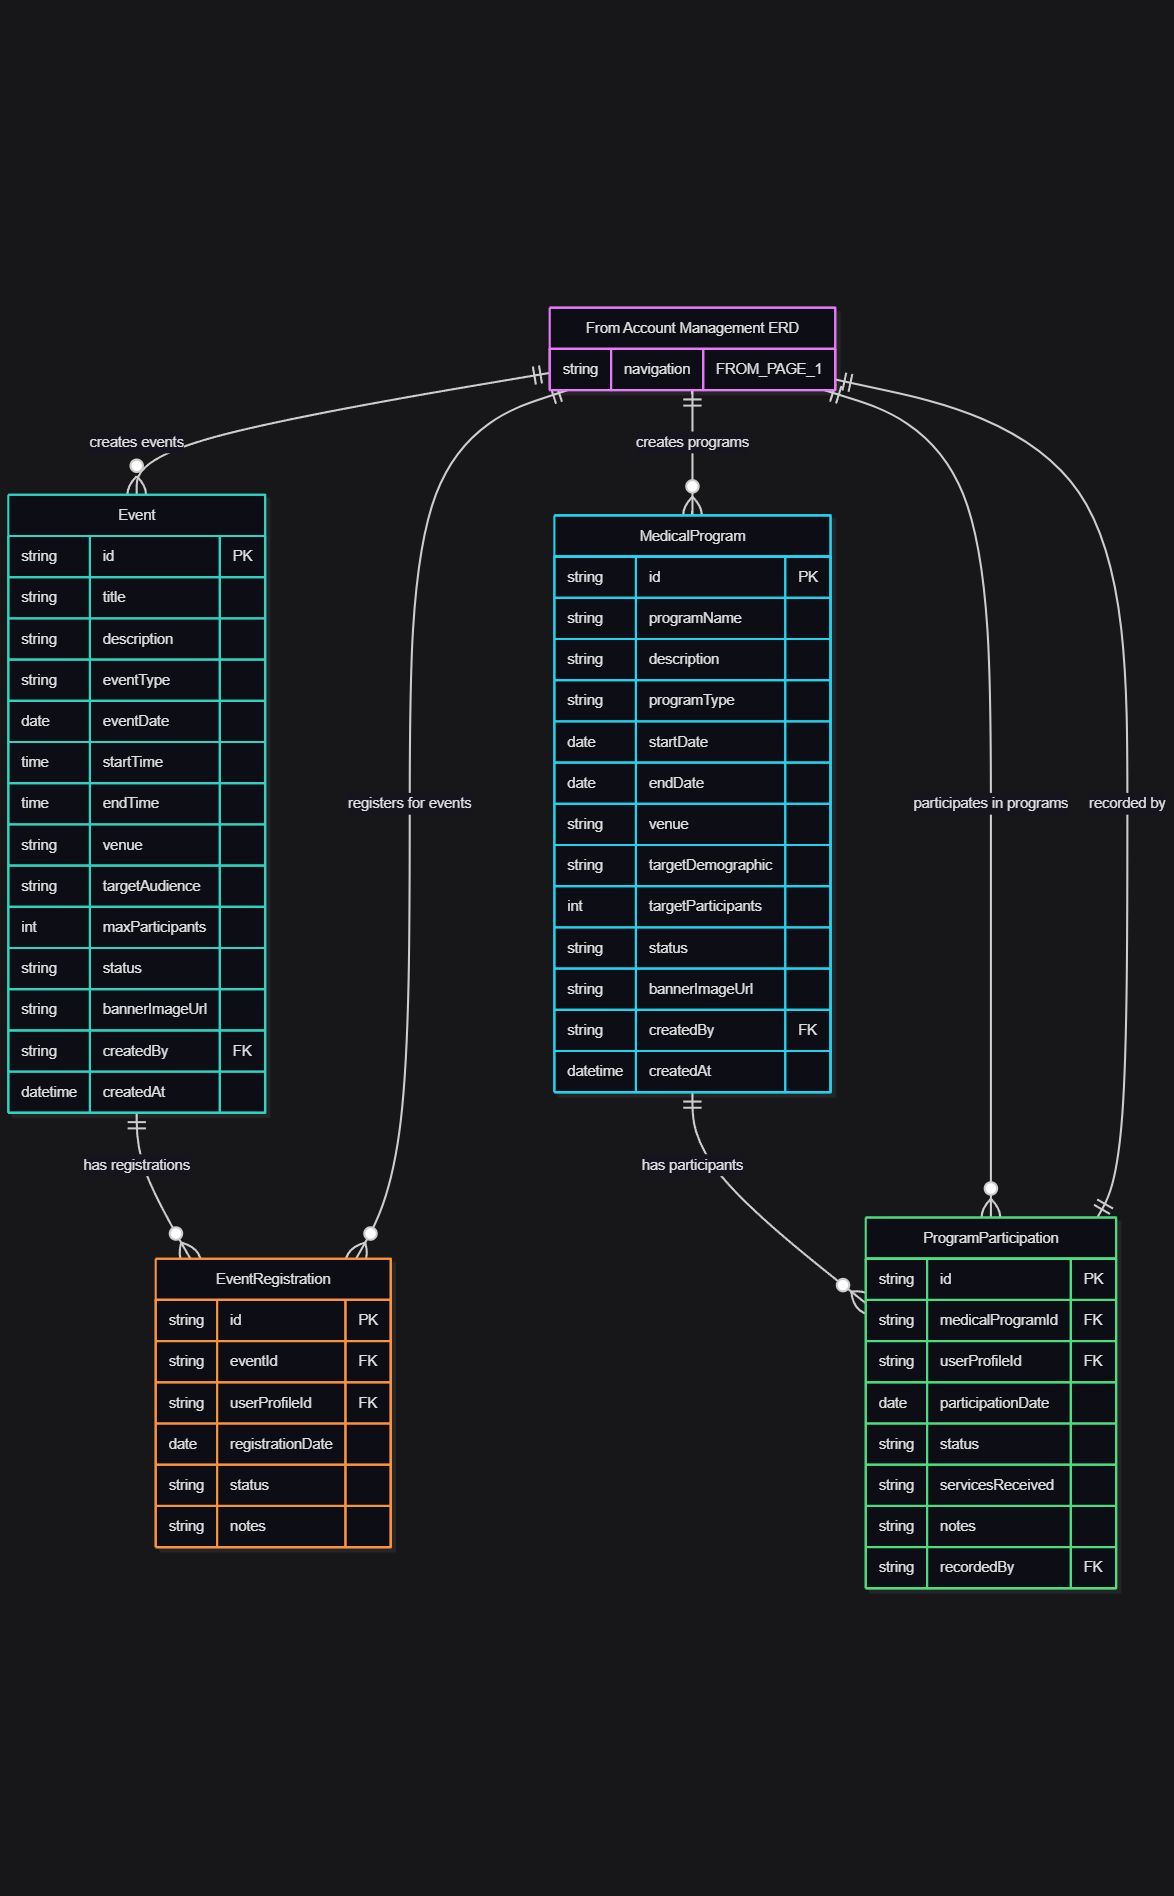 From Account Management ERD
string navigation FROM_PAGE_1
creates events
creates programs
Event
string id PK
string title
string description
string eventType
date eventDate
time startTime
time endTime
string venue
string targetAudience
int maxParticipants
string status
string bannerImageUrl
string createdBy FK
datetime createdAt
registers for events
MedicalProgram
string id PK
string programName
string description
string programType
date startDate
date endDate
string venue
string targetDemographic
int targetParticipants
string status
string bannerImageUrl
string createdBy FK
datetime createdAt
participates in programs
recorded by
has registrations
has participants
EventRegistration
string id PK
string eventId FK
string userProfileId FK
date registrationDate
string status
string notes
ProgramParticipation
string id PK
string medicalProgramId FK
string userProfileId FK
date participationDate
string status
string servicesReceived
string notes
string recordedBy FK